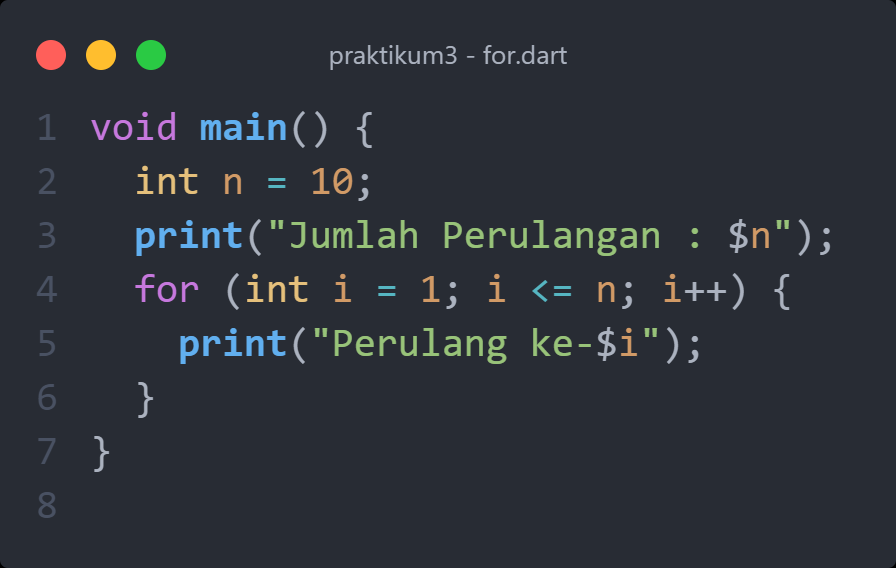 praktikum3 - for.dart
1 void main() {
2   int n = 10;
3   print("Jumlah Perulangan : $n");
4   for (int i = 1; i <= n; i++) {
5     print("Perulang ke-$i");
6   }
7 }
8